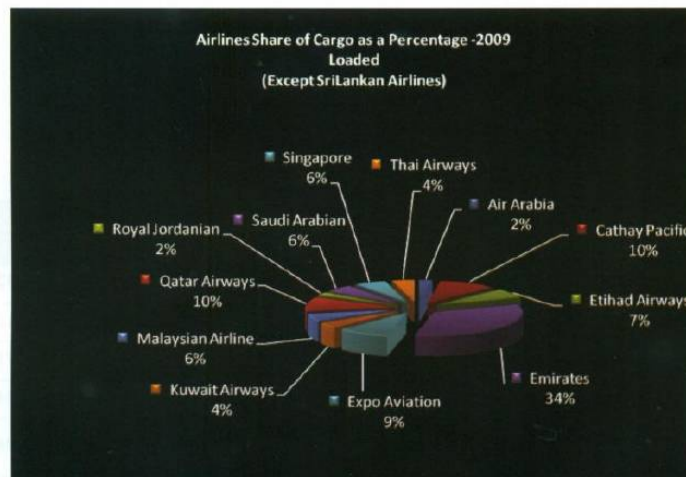 Airlines Share of Cargo as a Percentage -2009
Loaded
(Except SriLankan Airlines)
Singapore
6%
Thai Airways
4%
Air Arabia
2%
Cathay Pacific
10%
Etihad Airways
7%
Emirates
34%
Expo Aviation
9%
Kuwait Airways
4%
Malaysian Airline
6%
Qatar Airways
10%
Royal Jordanian
2%
Saudi Arabian
6%